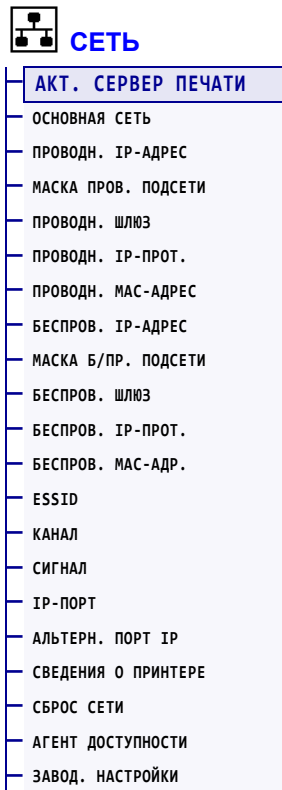 СЕТЬ
АКТ. СЕРВЕР ПЕЧАТИ
ОСНОВНАЯ СЕТЬ
ПРОВОДН. IP-АДРЕС
МАСКА ПРОВ. ПОДСЕТИ
ПРОВОДН. ШЛЮЗ
ПРОВОДН. IP-ПРОТ.
ПРОВОДН. MAC-АДРЕС
БЕСПРОВ. IP-АДРЕС
МАСКА Б/ПР. ПОДСЕТИ
БЕСПРОВ. ШЛЮЗ
БЕСПРОВ. IP-ПРОТ.
БЕСПРОВ. MAC-АДР.
ESSID
КАНАЛ
СИГНАЛ
IP-ПОРТ
АЛЬТЕРН. ПОРТ IP
СВЕДЕНИЯ О ПРИНТЕРЕ
СБРОС СЕТИ
АГЕНТ ДОСТУПНОСТИ
ЗАВОД. НАСТРОЙКИ